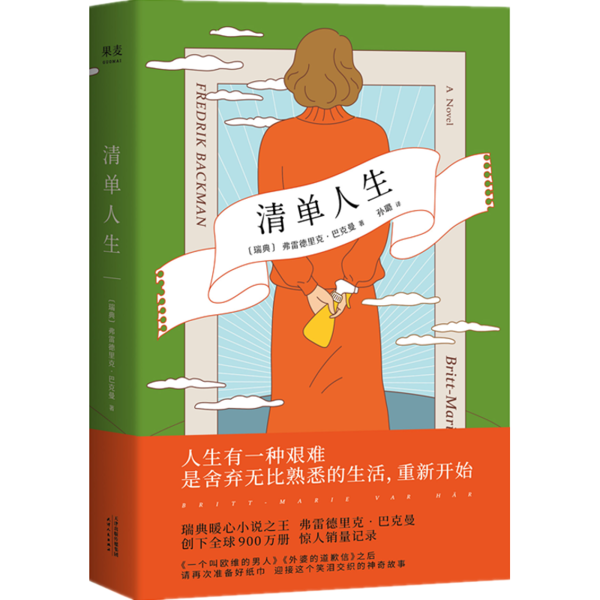 果麦
GUOMAI
清单人生
[瑞典] 弗雷德里克·巴克曼 著
FREDRIK BACKMAN
A Novel
清单人生
〔瑞典〕 弗雷德里克·巴克曼 著
孙璐 译
Britt-Mari
人生有一种艰难
是舍弃无比熟悉的生活，重新开始
BRITT-MARIE VAR HÄR
瑞典暖心小说之王 弗雷德里克·巴克曼
创下全球900万册 惊人销量记录
《一个叫欧维的男人》《外婆的道歉信》之后
请再次准备好纸巾 迎接这个笑泪交织的神奇故事